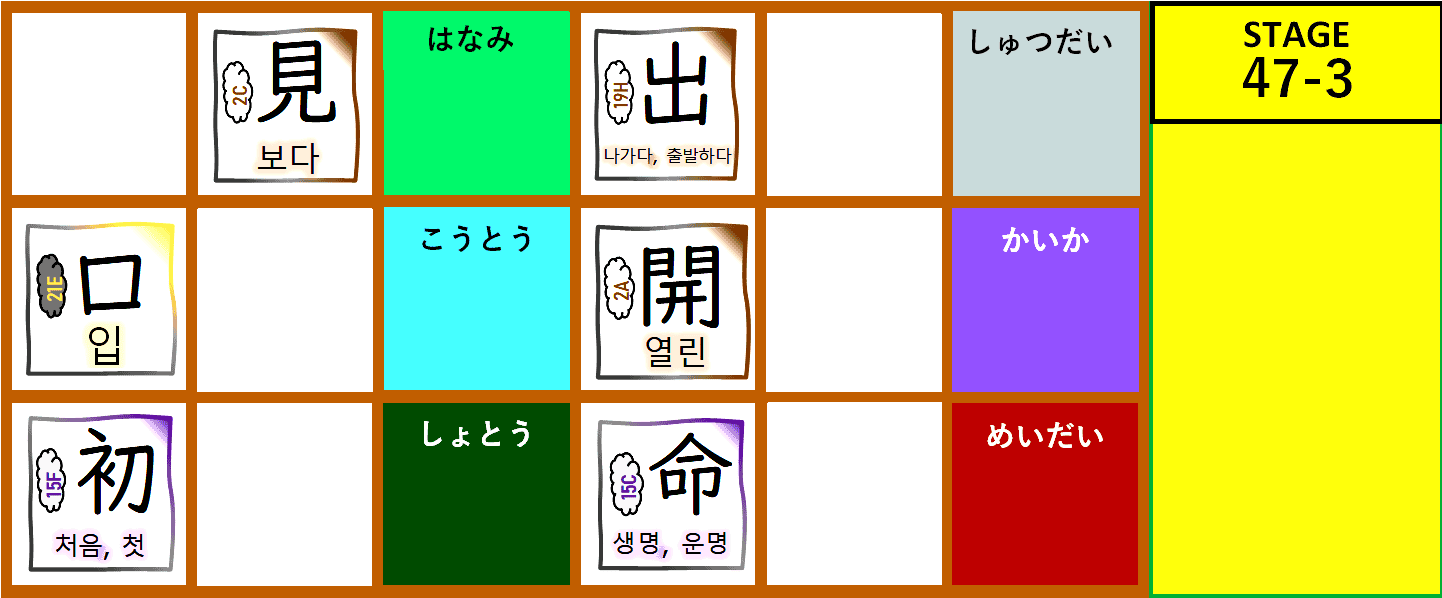 2C
見
보다
はなみ
19H
出
나가다, 출발하다
しゅつだい
STAGE
47-3
21E
口
입
こうとう
2A
開
열린
かいか
15F
初
처음, 첫
しょとう
15C
命
생명, 운명
めいだい